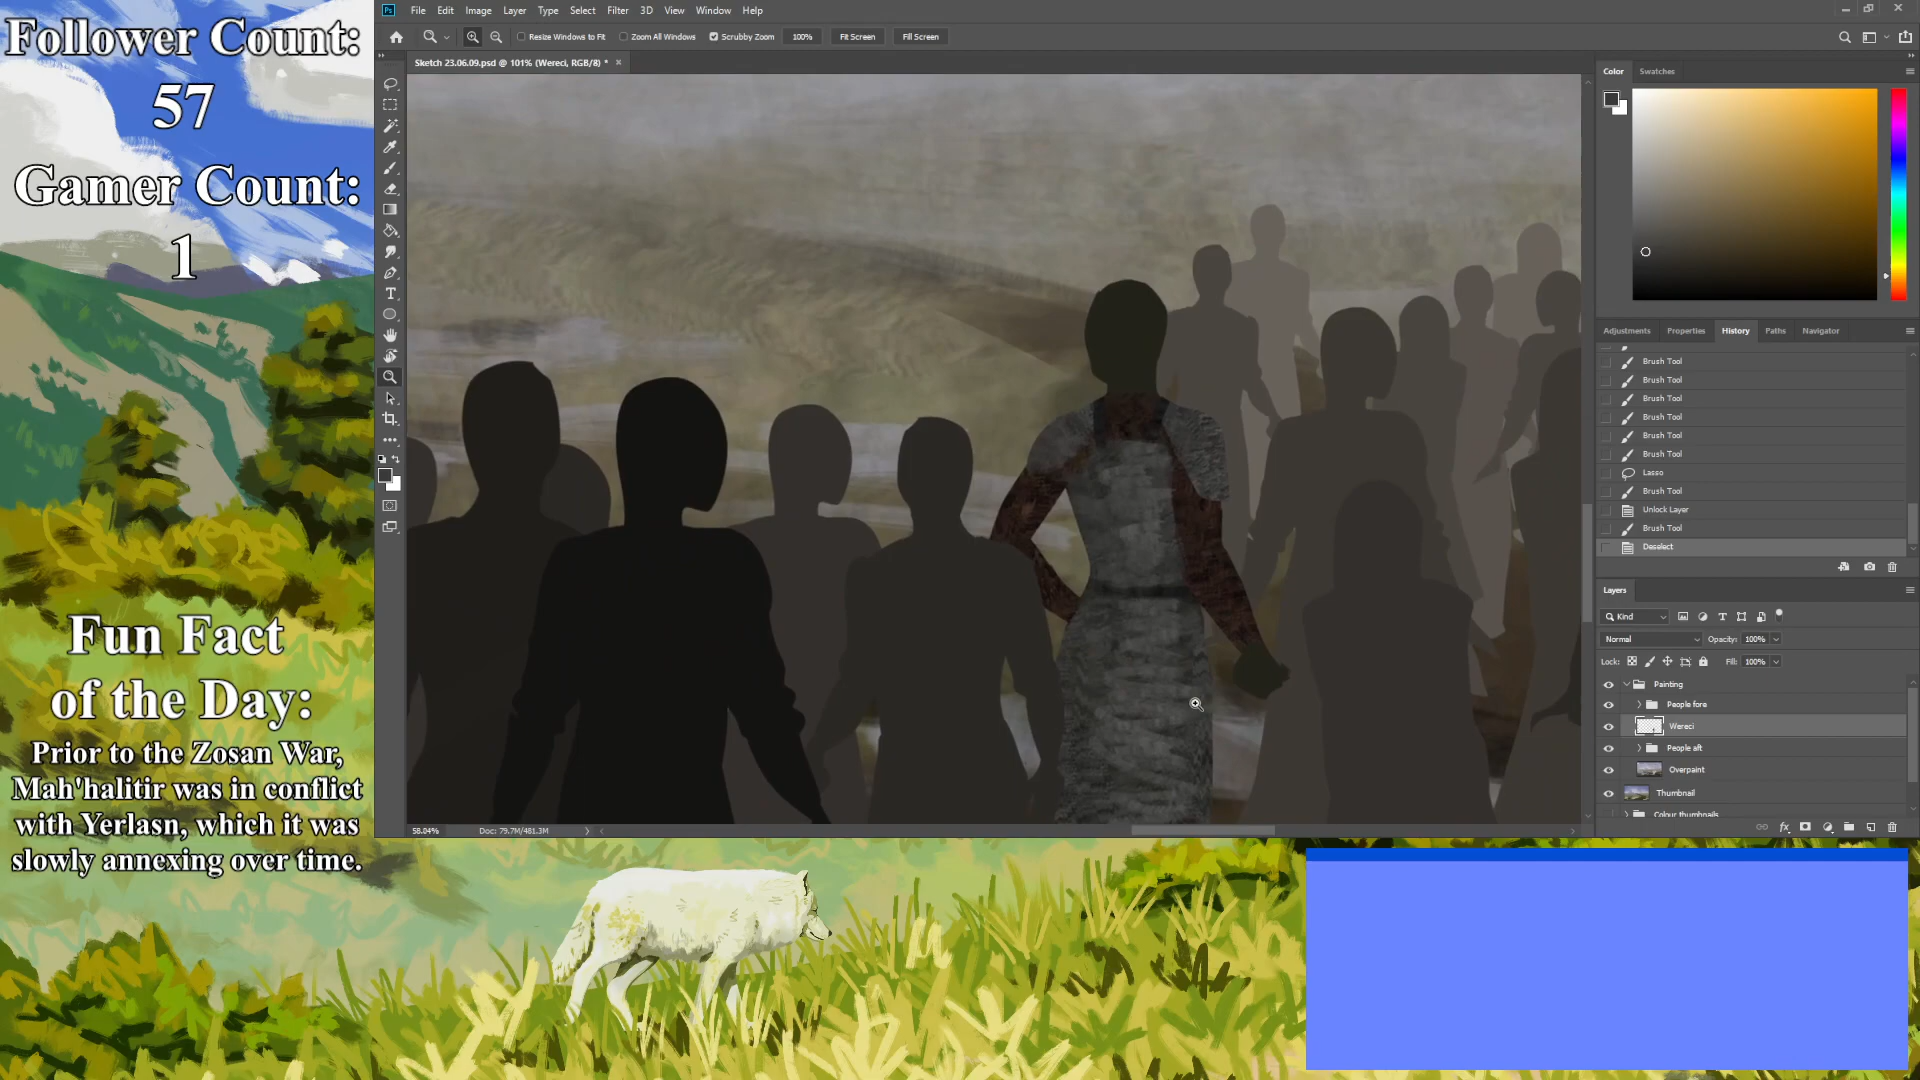 Follower Count:
57
Gamer Count:
1
Fun Fact
of the Day:
Prior to the Zosan War,
Mah'halitir was in conflict
with Yerlasn, which it was
slowly annexing over time.
Ps File Edit Image Layer Type Select Filter 3D View Window Help
Resize Windows to Fit Zoom All Windows Scrubby Zoom 100% Fit Screen Fill Screen
Sketch 23.06.09.psd @ 101% (Wereci, RGB/8) *
58.04% Doc: 79.7M/481.3M
Color Swatches
Adjustments Properties History Paths Navigator
Brush Tool
Brush Tool
Brush Tool
Brush Tool
Brush Tool
Brush Tool
Lasso
Brush Tool
Unlock Layer
Brush Tool
Deselect
Layers
Kind
Normal Opacity: 100%
Lock: Fill: 100%
Painting
People fore
Wereci
People aft
Overpaint
Thumbnail
Colour thumbnails